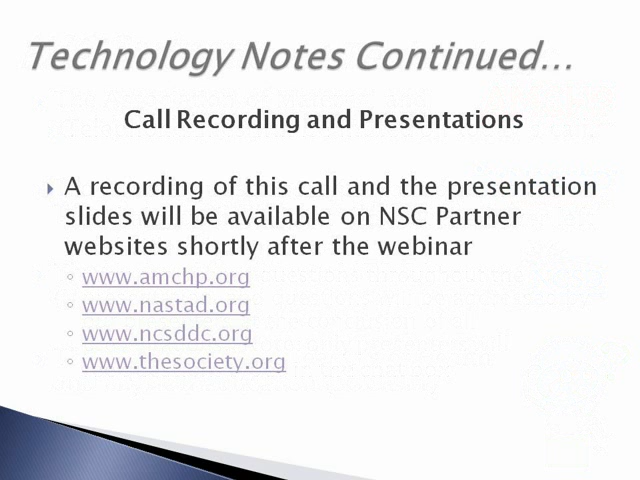 Technology Notes Continued…
Call Recording and Presentations
A recording of this call and the presentation
slides will be available on NSC Partner
websites shortly after the webinar
www.amchp.org
www.nastad.org
www.ncsddc.org
www.thesociety.org